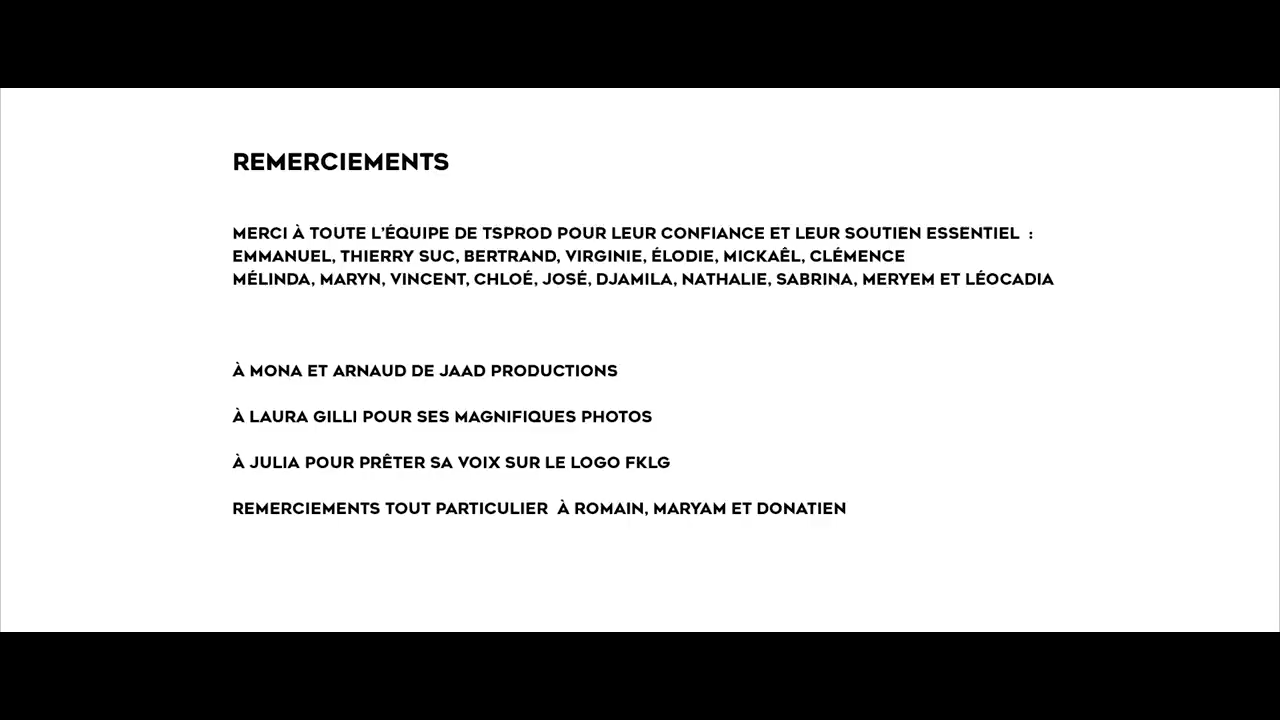 REMERCIEMENTS
MERCI À TOUTE L’ÉQUIPE DE TSPROD POUR LEUR CONFIANCE ET LEUR SOUTIEN ESSENTIEL :
EMMANUEL, THIERRY SUC, BERTRAND, VIRGINIE, ÉLODIE, MICKAÊL, CLÉMENCE
MÉLINDA, MARYN, VINCENT, CHLOÉ, JOSÉ, DJAMILA, NATHALIE, SABRINA, MERYEM ET LÉOCADIA
À MONA ET ARNAUD DE JAAD PRODUCTIONS
À LAURA GILLI POUR SES MAGNIFIQUES PHOTOS
À JULIA POUR PRÊTER SA VOIX SUR LE LOGO FKLG
REMERCIEMENTS TOUT PARTICULIER À ROMAIN, MARYAM ET DONATIEN